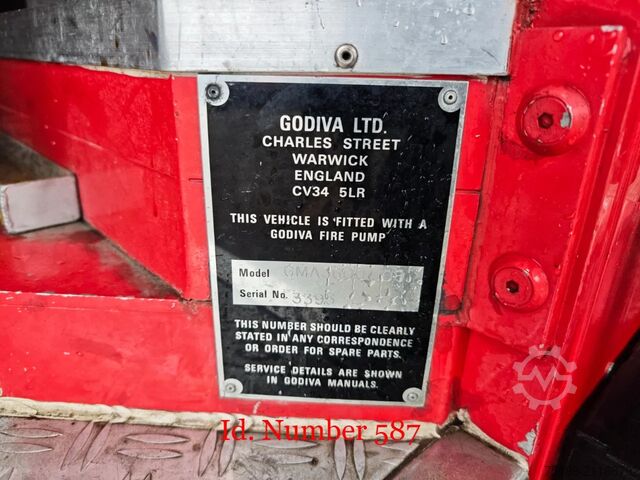 GODIVA LTD.
CHARLES STREET
WARWICK
ENGLAND
CV34 5LR
THIS VEHICLE IS FITTED WITH A
GODIVA FIRE PUMP
Model
Serial No.
THIS NUMBER SHOULD BE CLEARLY
STATED IN ANY CORRESPONDENCE
OR ORDER FOR SPARE PARTS.
SERVICE DETAILS ARE SHOWN
IN GODIVA MANUALS.
Id. Number 587